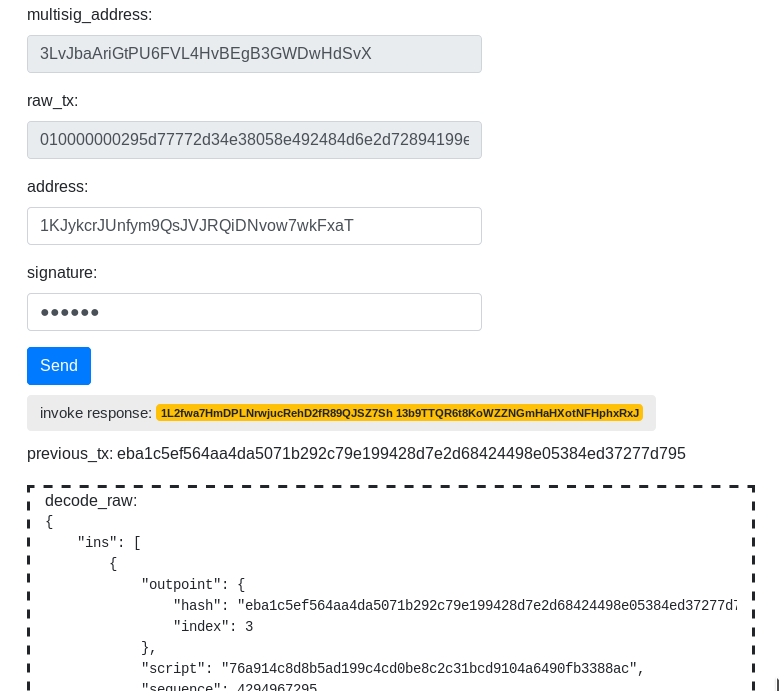 multisig_address:
3LvJbaAriGtPU6FVL4HvBEgB3GWDwHdSvX
raw_tx:
010000000295d77772d34e38058e492484d6e2d72894199e
address:
1KJykcrJUnfym9QsJVJRQiDNvow7wkFxaT
signature:
●●●●●●
Send
invoke response: 1L2fwa7HmDPLNrwjucRehD2fR89QJSZ7Sh 13b9TTQR6t8KoWZZNGmHaHXotNFHphxRxJ
previous_tx: eba1c5ef564aa4da5071b292c79e199428d7e2d68424498e05384ed37277d795
decode_raw:
{
"ins": [
{
"outpoint": {
"hash": "eba1c5ef564aa4da5071b292c79e199428d7e2d68424498e05384ed37277d7
"index": 3
},
"script": "76a914c8d8b5ad199c4cd0be8c2c31bcd9104a6490fb3388ac",
"sequence": 4294967295